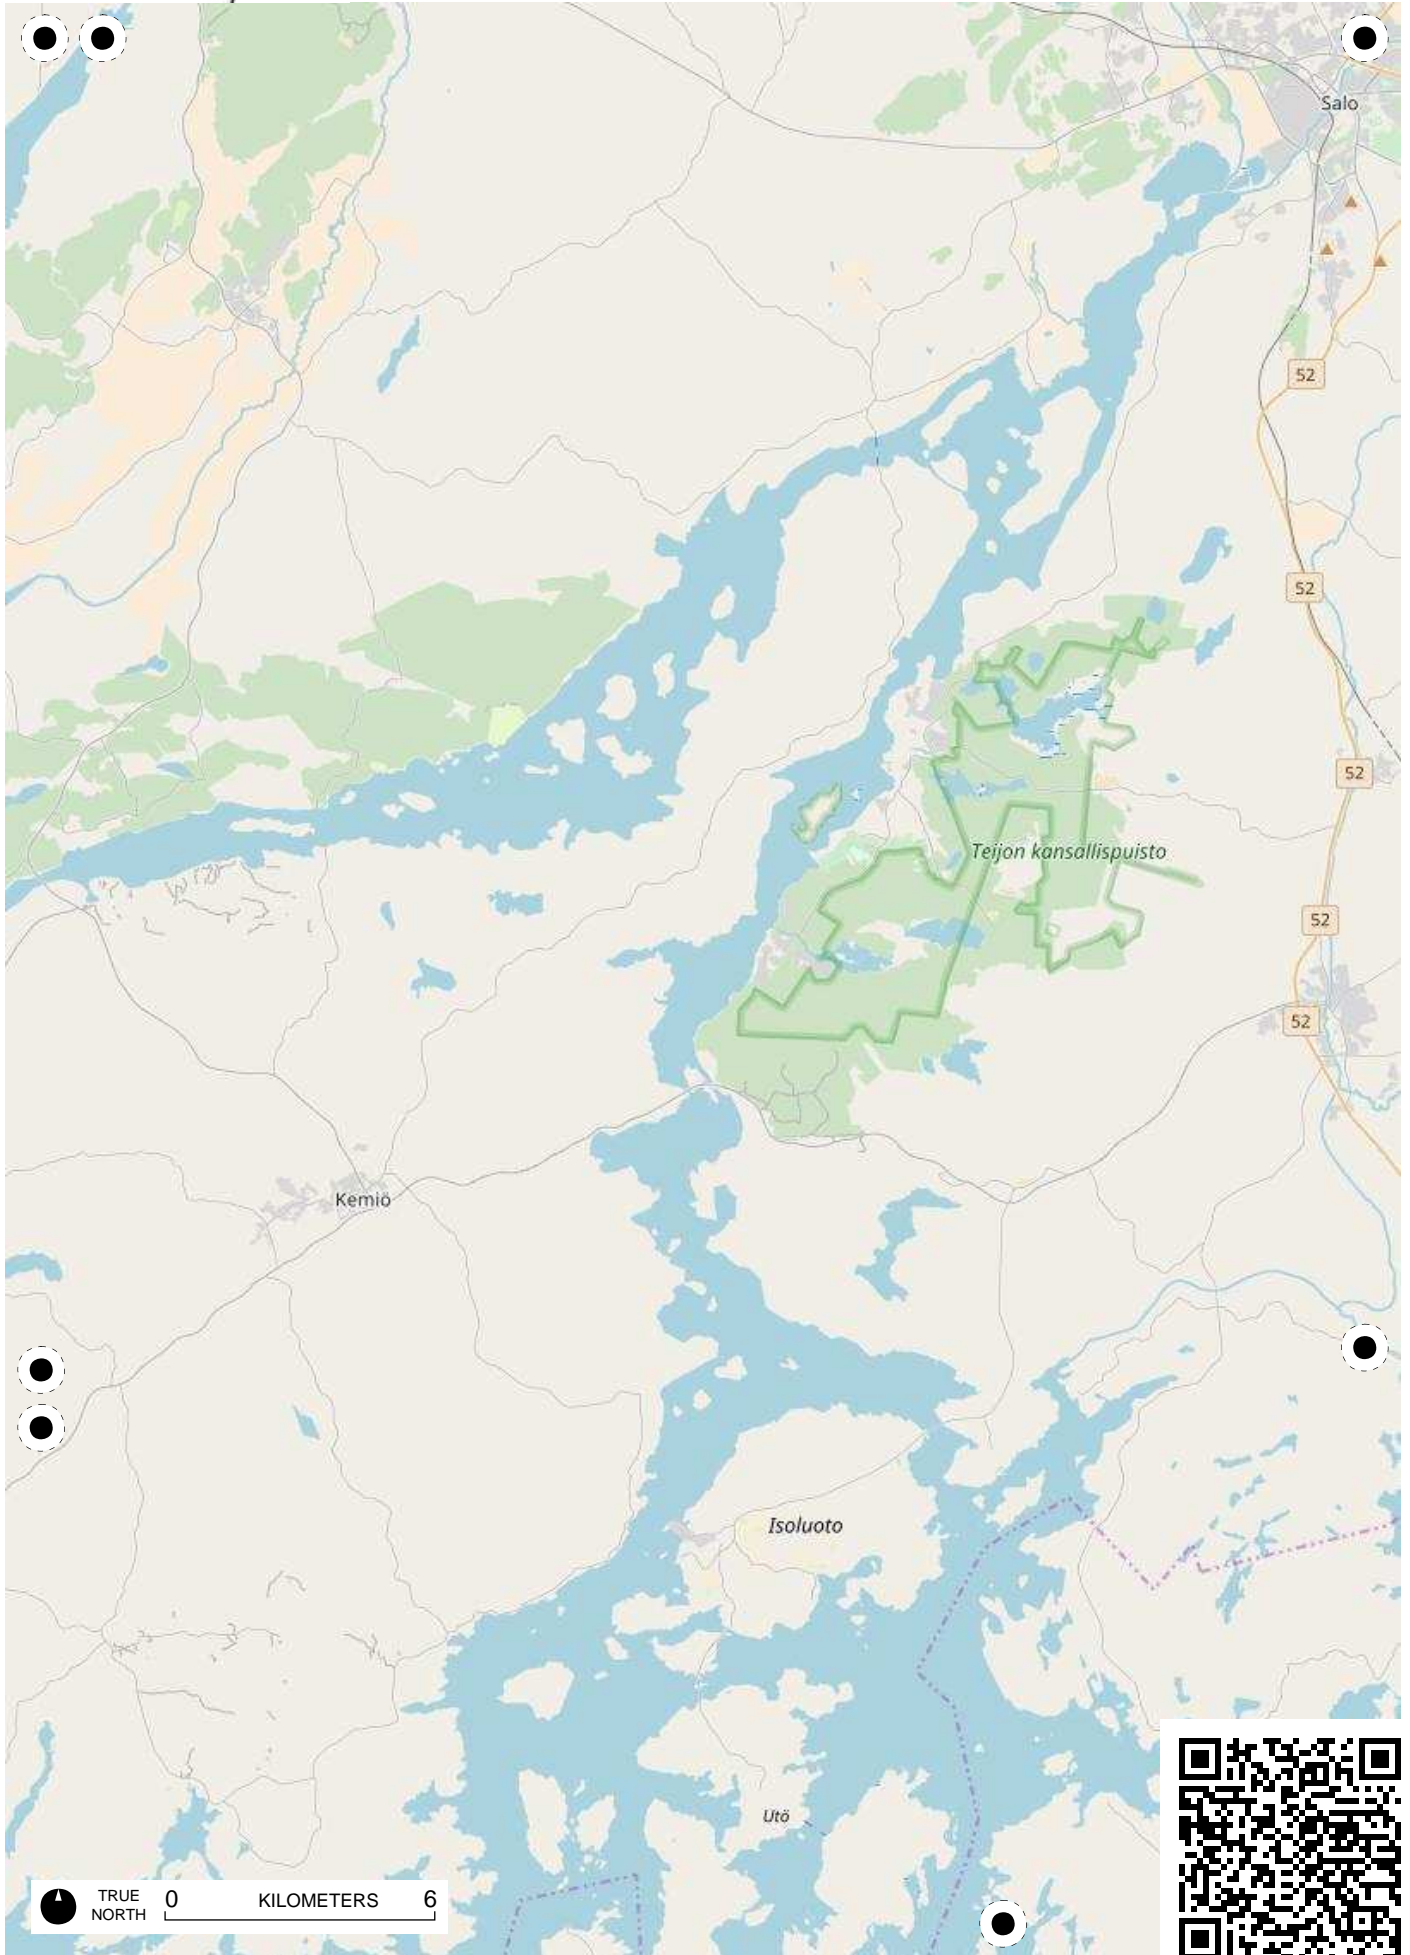 Salo
52
52
52
Teijon kansallispuisto
52
52
Kemiö
Isoluoto
Utö
TRUE
NORTH
0 KILOMETERS 6